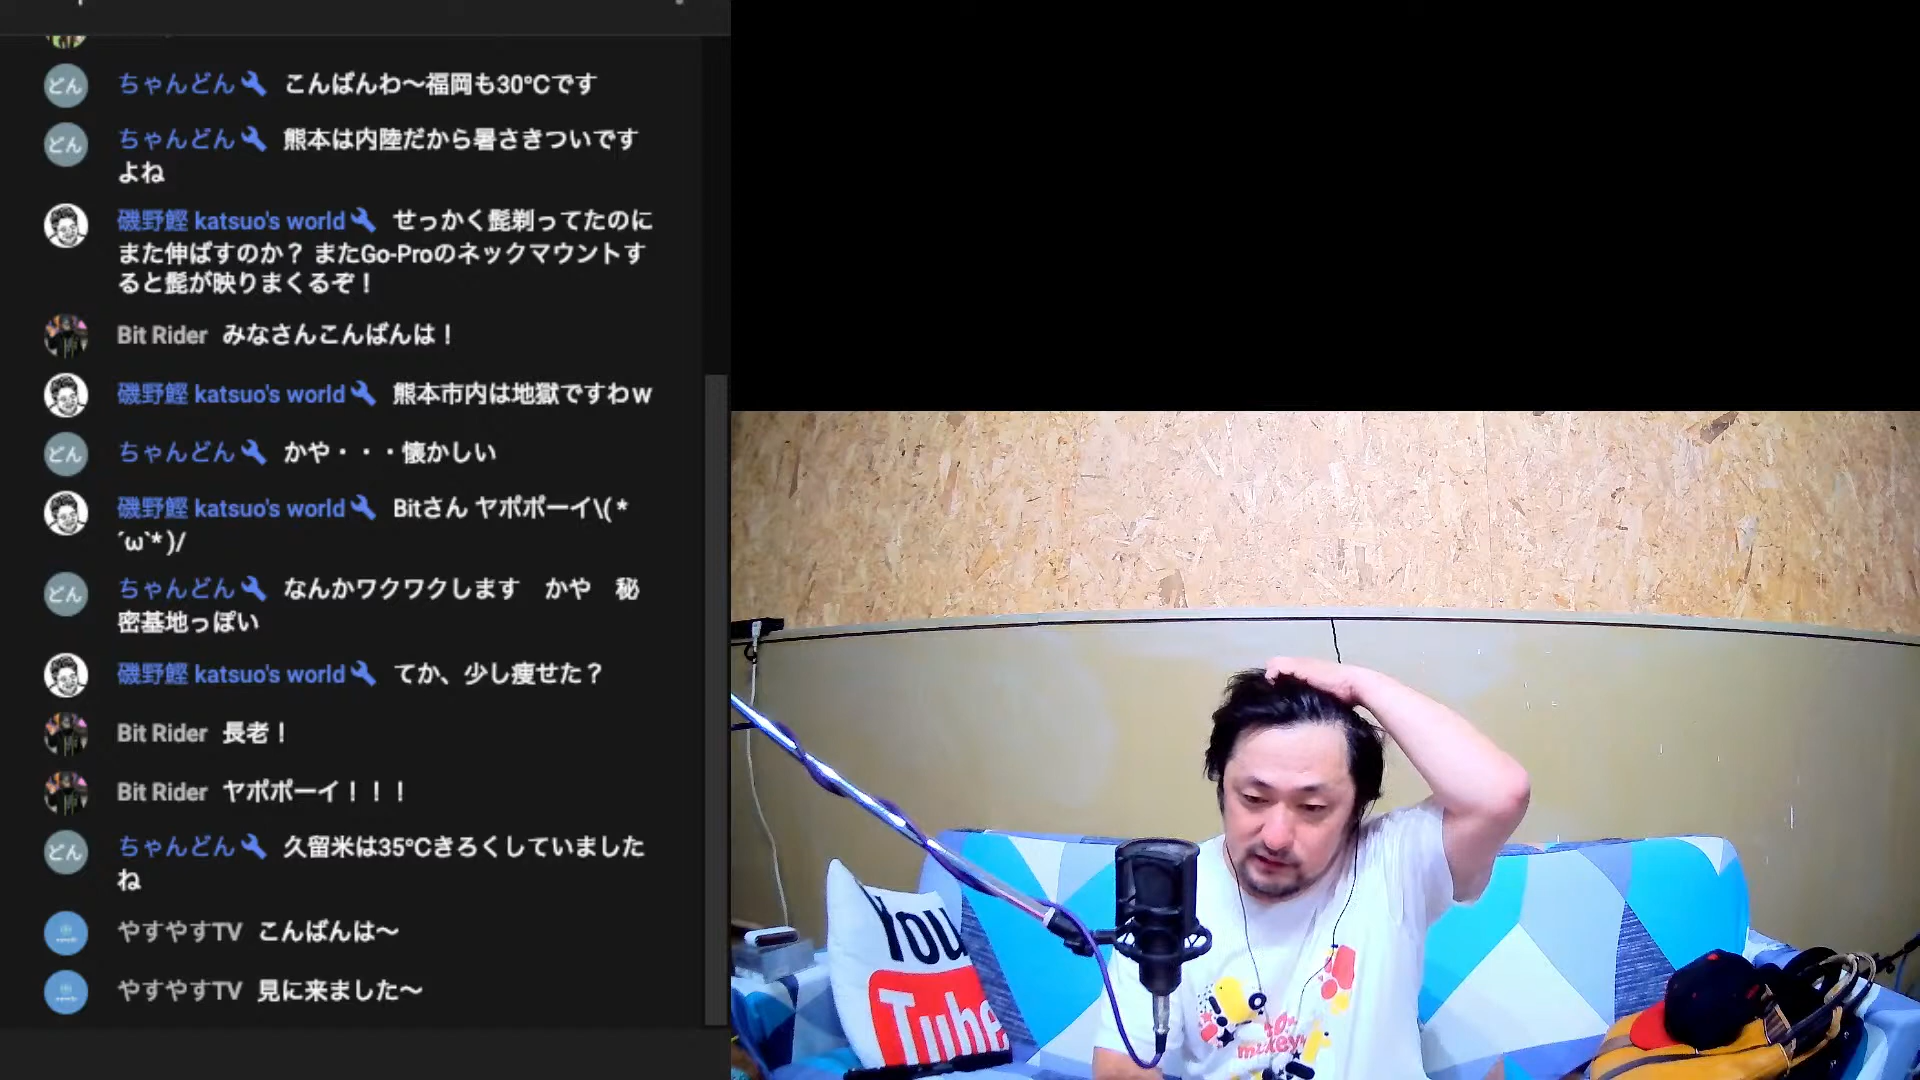 どん ちゃんどん こんばんわ〜福岡も30℃です
どん ちゃんどん 熊本は内陸だから暑さきついです
よね
磯野鰹 katsuo's world せっかく髭剃ってたのに
また伸ばすのか？ またGo-Proのネックマウントす
ると髭が映りまくるぞ！
Bit Rider みなさんこんばんは！
磯野鰹 katsuo's world 熊本市内は地獄ですわw
どん ちゃんどん かや・・・懐かしい
磯野鰹 katsuo's world Bitさん ヤポポーイ\( *
´ω`* )/
どん ちゃんどん なんかワクワクします　かや　秘
密基地っぽい
磯野鰹 katsuo's world てか、少し痩せた？
Bit Rider 長老！
Bit Rider ヤポポーイ！！！
どん ちゃんどん 久留米は35℃きろくしていました
ね
やすやすTV こんばんは〜
やすやすTV 見に来ました〜
You
Tube